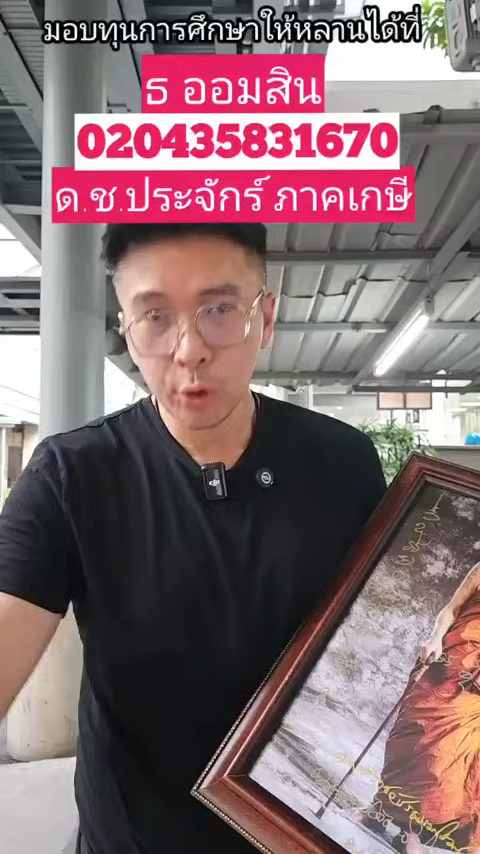 มอบทุนการศึกษาให้หลานได้ที่
ธ ออมสิน
020435831670
ด.ช.ประจักร์ ภาคเกษี